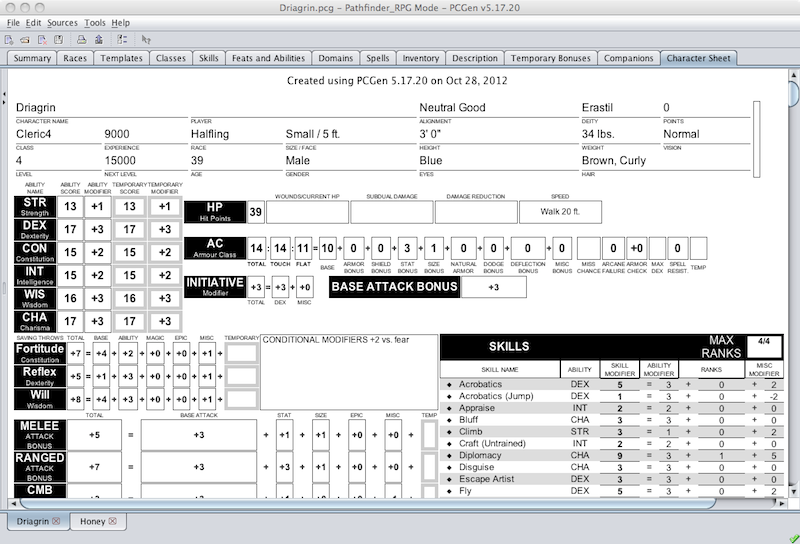 Driagrin.pcg - Pathfinder_RPG Mode - PCGen v5.17.20
File Edit Sources Tools Help
Summary Races Templates Classes Skills Feats and Abilities Domains Spells Inventory Description Temporary Bonuses Companions Character Sheet
Created using PCGen 5.17.20 on Oct 28, 2012
Driagrin Neutral Good Erastil 0
CHARACTER NAME PLAYER ALIGNMENT DEITY POINTS
Cleric4 9000 Halfling Small / 5 ft. 3' 0" 34 lbs. Normal
CLASS EXPERIENCE RACE SIZE / FACE HEIGHT WEIGHT VISION
4 15000 39 Male Blue Brown, Curly
LEVEL NEXT LEVEL AGE GENDER EYES HAIR
ABILITY NAME ABILITY SCORE ABILITY MODIFIER TEMPORARY SCORE TEMPORARY MODIFIER
STR Strength 13 +1 13 +1
DEX Dexterity 17 +3 17 +3
CON Constitution 15 +2 15 +2
INT Intelligence 15 +2 15 +2
WIS Wisdom 16 +3 16 +3
CHA Charisma 17 +3 17 +3
WOUNDS/CURRENT HP SUBDUAL DAMAGE DAMAGE REDUCTION SPEED
HP Hit Points 39 Walk 20 ft.
AC Armour Class 14 : 14 : 11 = 10 + 0 + 0 + 3 + 1 + 0 + 0 + 0 + 0 0 +0 0
TOTAL TOUCH FLAT BASE ARMOR BONUS SHIELD BONUS STAT BONUS SIZE BONUS NATURAL ARMOR DODGE BONUS DEFLECTION BONUS MISC BONUS MISS CHANCE ARCANE FAILURE ARMOR CHECK MAX DEX SPELL RESIST. TEMP
INITIATIVE Modifier +3 = +3 + +0
TOTAL DEX MISC
BASE ATTACK BONUS +3
SAVING THROWS TOTAL BASE ABILITY MAGIC EPIC MISC TEMPORARY
Fortitude Constitution +7 = +4 + +2 + +0 + +0 + +1 +
Reflex Dexterity +5 = +1 + +3 + +0 + +0 + +1 +
Will Wisdom +8 = +4 + +3 + +0 + +0 + +1 +
CONDITIONAL MODIFIERS +2 vs. fear
TOTAL BASE ATTACK STAT SIZE EPIC MISC TEMP
MELEE ATTACK BONUS +5 = +3 + +1 + +1 + +0 + +0 +
RANGED ATTACK BONUS +7 = +3 + +3 + +1 + +0 + +0 +
CMB
SKILLS MAX RANKS 4/4
SKILL NAME ABILITY SKILL MODIFIER ABILITY MODIFIER RANKS MISC MODIFIER
Acrobatics DEX 5 = 3 + 0 + 2
Acrobatics (Jump) DEX 1 = 3 + 0 + -2
Appraise INT 2 = 2 + 0 + 0
Bluff CHA 3 = 3 + 0 + 0
Climb STR 3 = 1 + 0 + 2
Craft (Untrained) INT 2 = 2 + 0 + 0
Diplomacy CHA 9 = 3 + 1 + 5
Disguise CHA 3 = 3 + 0 + 0
Escape Artist DEX 3 = 3 + 0 + 0
Fly DEX 5 = 3 + 0 + 2
Driagrin Honey